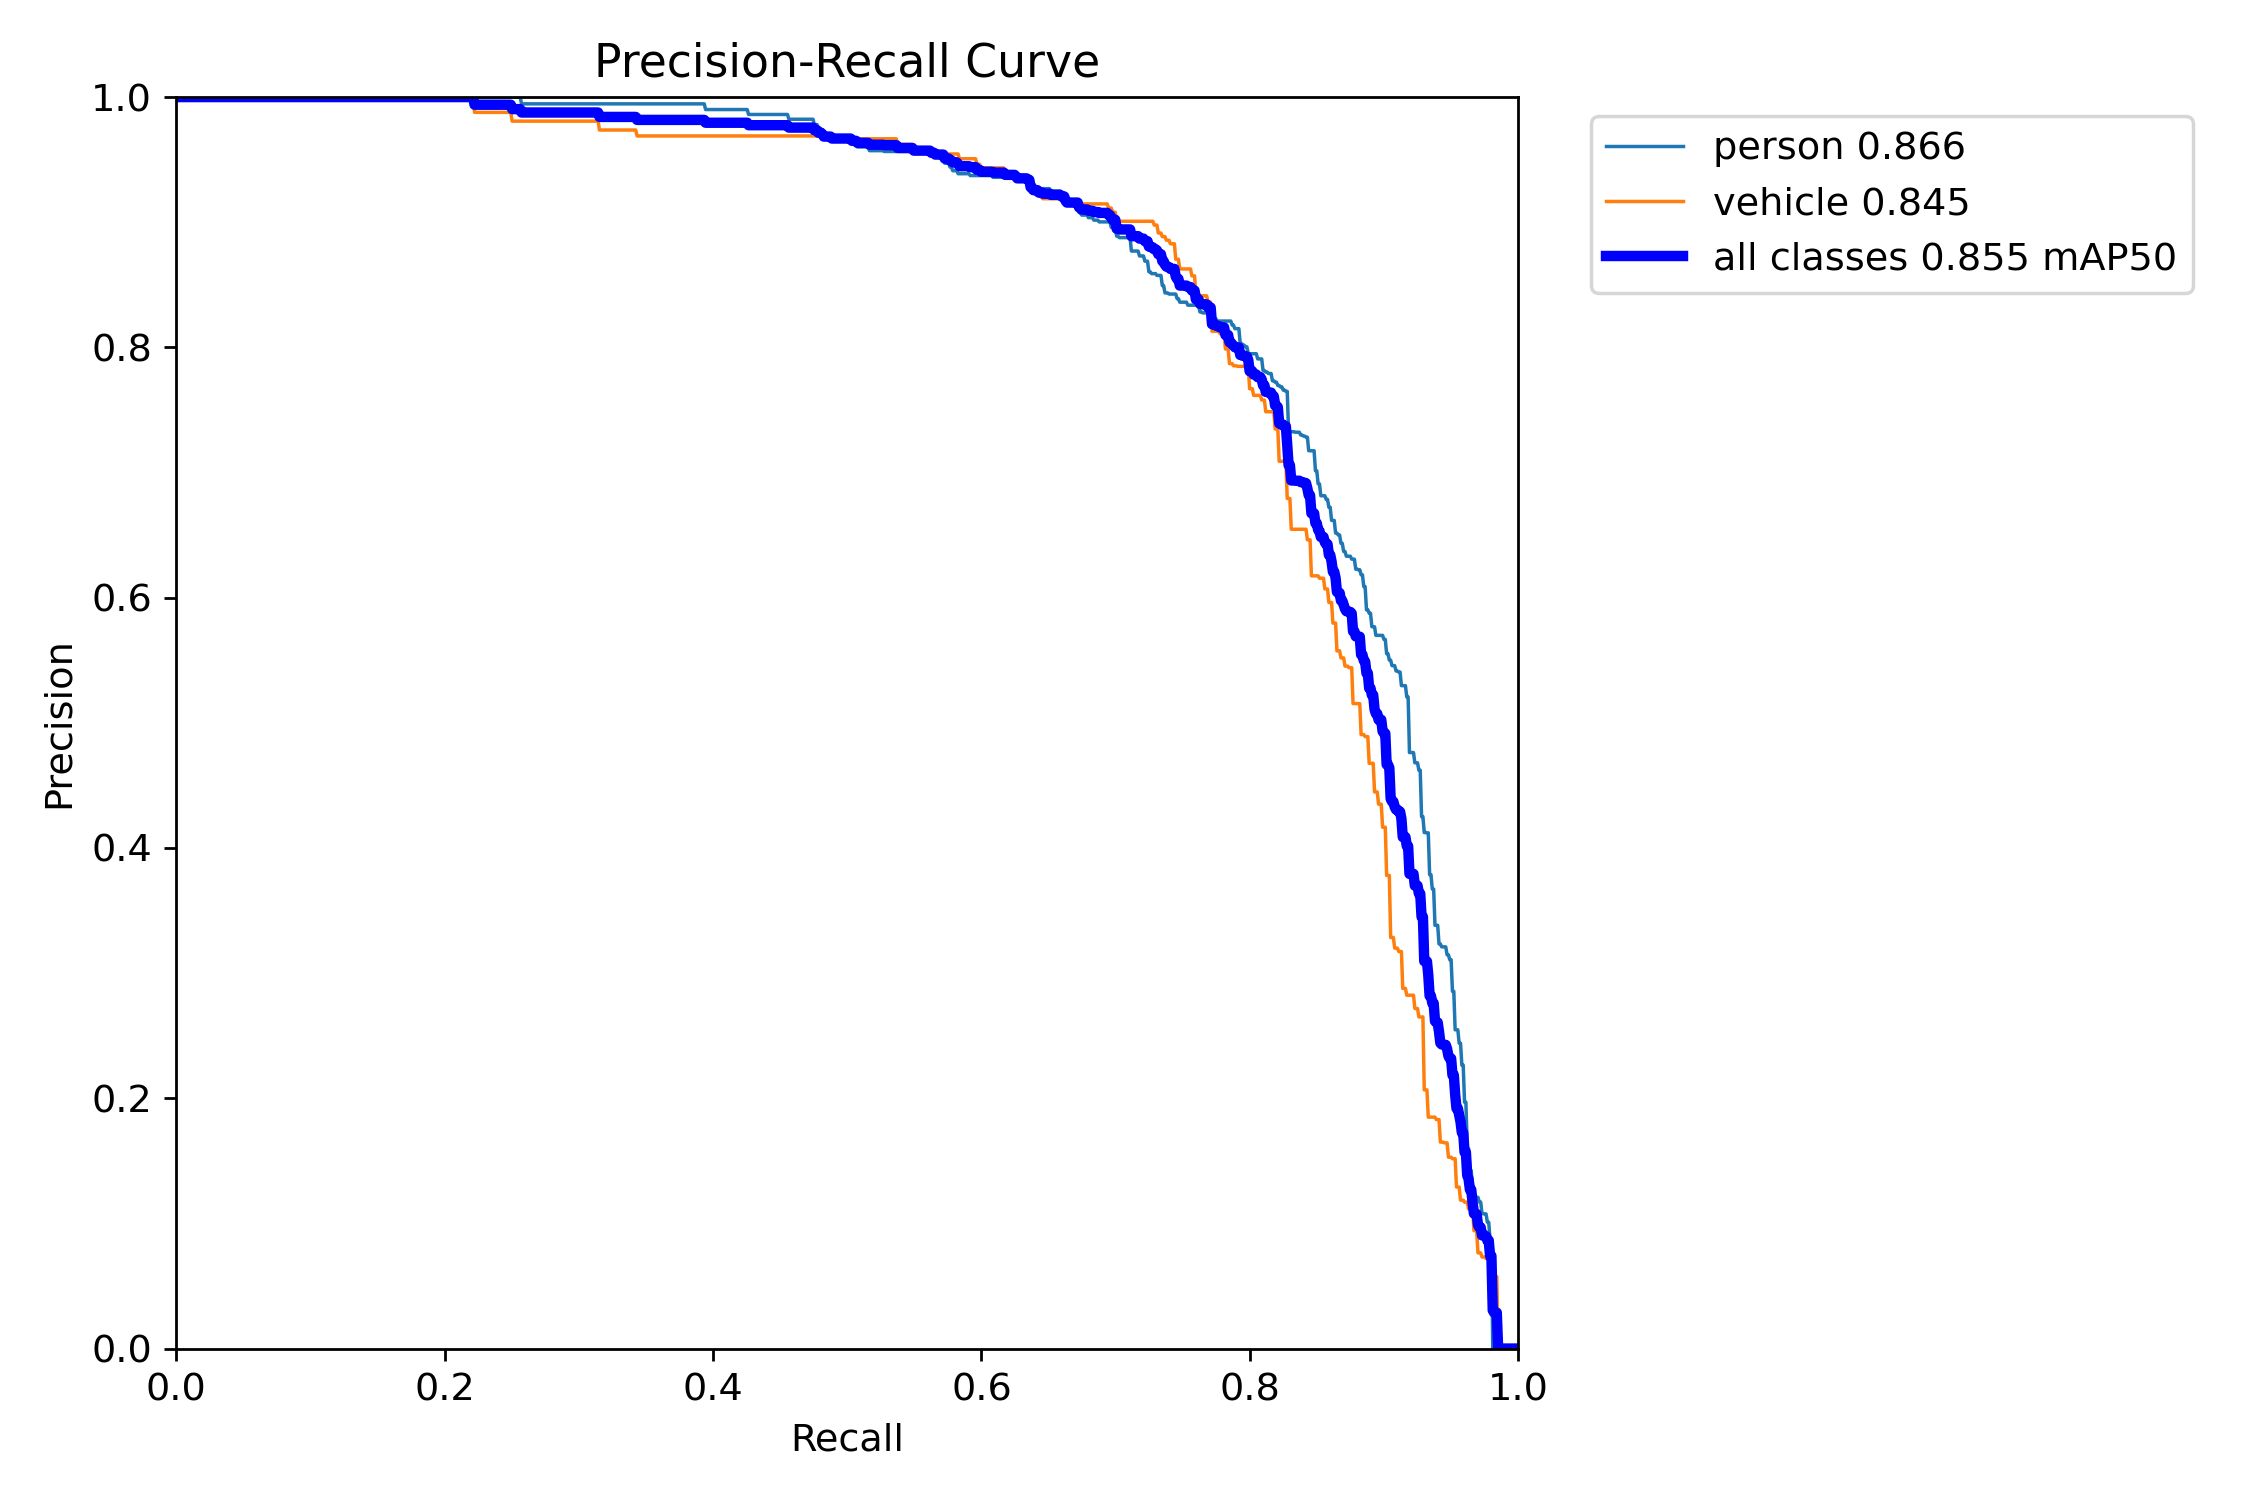 Precision-Recall Curve
person 0.866
vehicle 0.845
all classes 0.855 mAP50
Precision
1.0
0.8
0.6
0.4
0.2
0.0
0.0 0.2 0.4 0.6 0.8 1.0
Recall